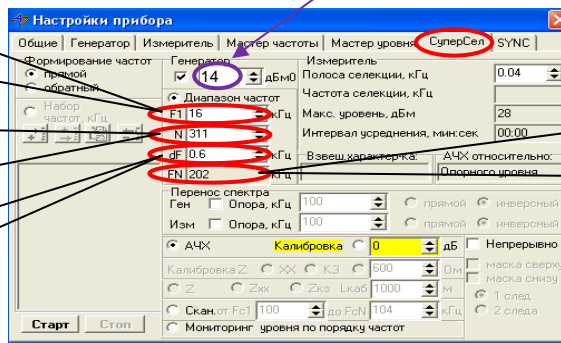 Настройки прибора
Общие Генератор Измеритель Мастер частоты Мастер уровня СуперСел SYNC
Формирование частот
прямой
обратный
Набор частот, кГц
Генератор
14 дБм0
Диапазон частот
F1 16 кГц
N 311
dF 0.6 кГц
FN 202 кГц
Измеритель
Полоса селекции, кГц 0.04
Частота селекции, кГц
Макс. уровень, дБм 28
Интервал усреднения, мин:сек 00:00
Взвеш.характер-ка: АЧХ относительно:
Опорного уровня
Перенос спектра
Ген Опора, кГц 100 прямой инверсный
Изм Опора, кГц 100 прямой инверсный
АЧХ Калибровка 0 дБ Непрерывно
Калибровка Z: XX КЗ 600 Ом маска сверху
маска снизу
Z Zxx Zкз Lкаб 1000 м 1 след
Скан. от Fc1 100 до FcN 104 кГц 2 следа
Мониторинг уровня по порядку частот
Старт Стоп